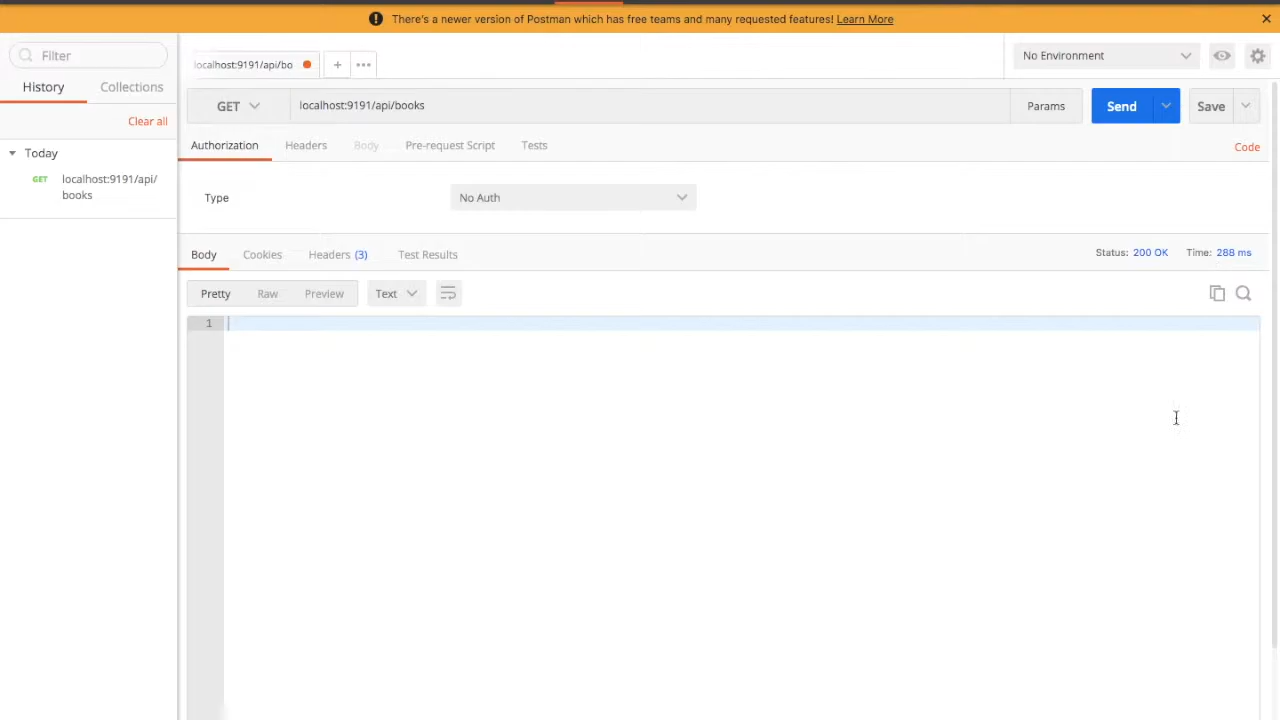 There's a newer version of Postman which has free teams and many requested features! Learn More
Filter
History Collections
Clear all
Today
GET localhost:9191/api/
books
localhost:9191/api/bo
No Environment
GET localhost:9191/api/books Params Send Save
Authorization Headers Body Pre-request Script Tests Code
Type No Auth
Body Cookies Headers (3) Test Results Status: 200 OK Time: 288 ms
Pretty Raw Preview Text
1